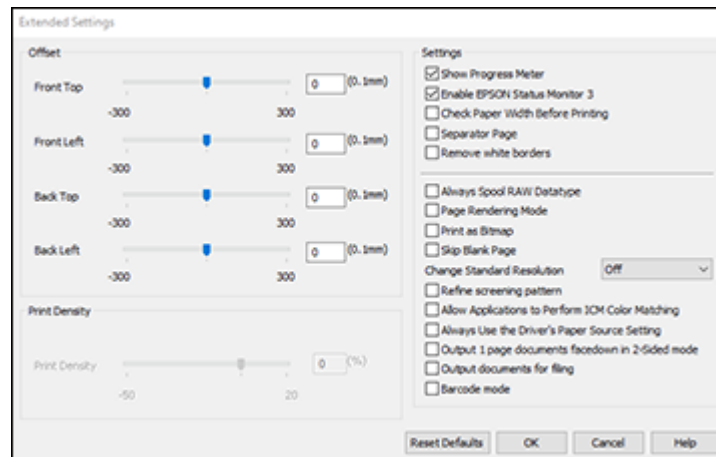 Extended Settings
Offset
Front Top
0
(0.1mm)
-300
300
Front Left
0
(0.1mm)
-300
300
Back Top
0
(0.1mm)
-300
300
Back Left
0
(0.1mm)
-300
300
Print Density
Print Density
0
(%)
-50
20
Settings
Show Progress Meter
Enable EPSON Status Monitor 3
Check Paper Width Before Printing
Separator Page
Remove white borders
Always Spool RAW Datatype
Page Rendering Mode
Print as Bitmap
Skip Blank Page
Change Standard Resolution
Off
Refine screening pattern
Allow Applications to Perform ICM Color Matching
Always Use the Driver's Paper Source Setting
Output 1 page documents facedown in 2-Sided mode
Output documents for filing
Barcode mode
Reset Defaults
OK
Cancel
Help